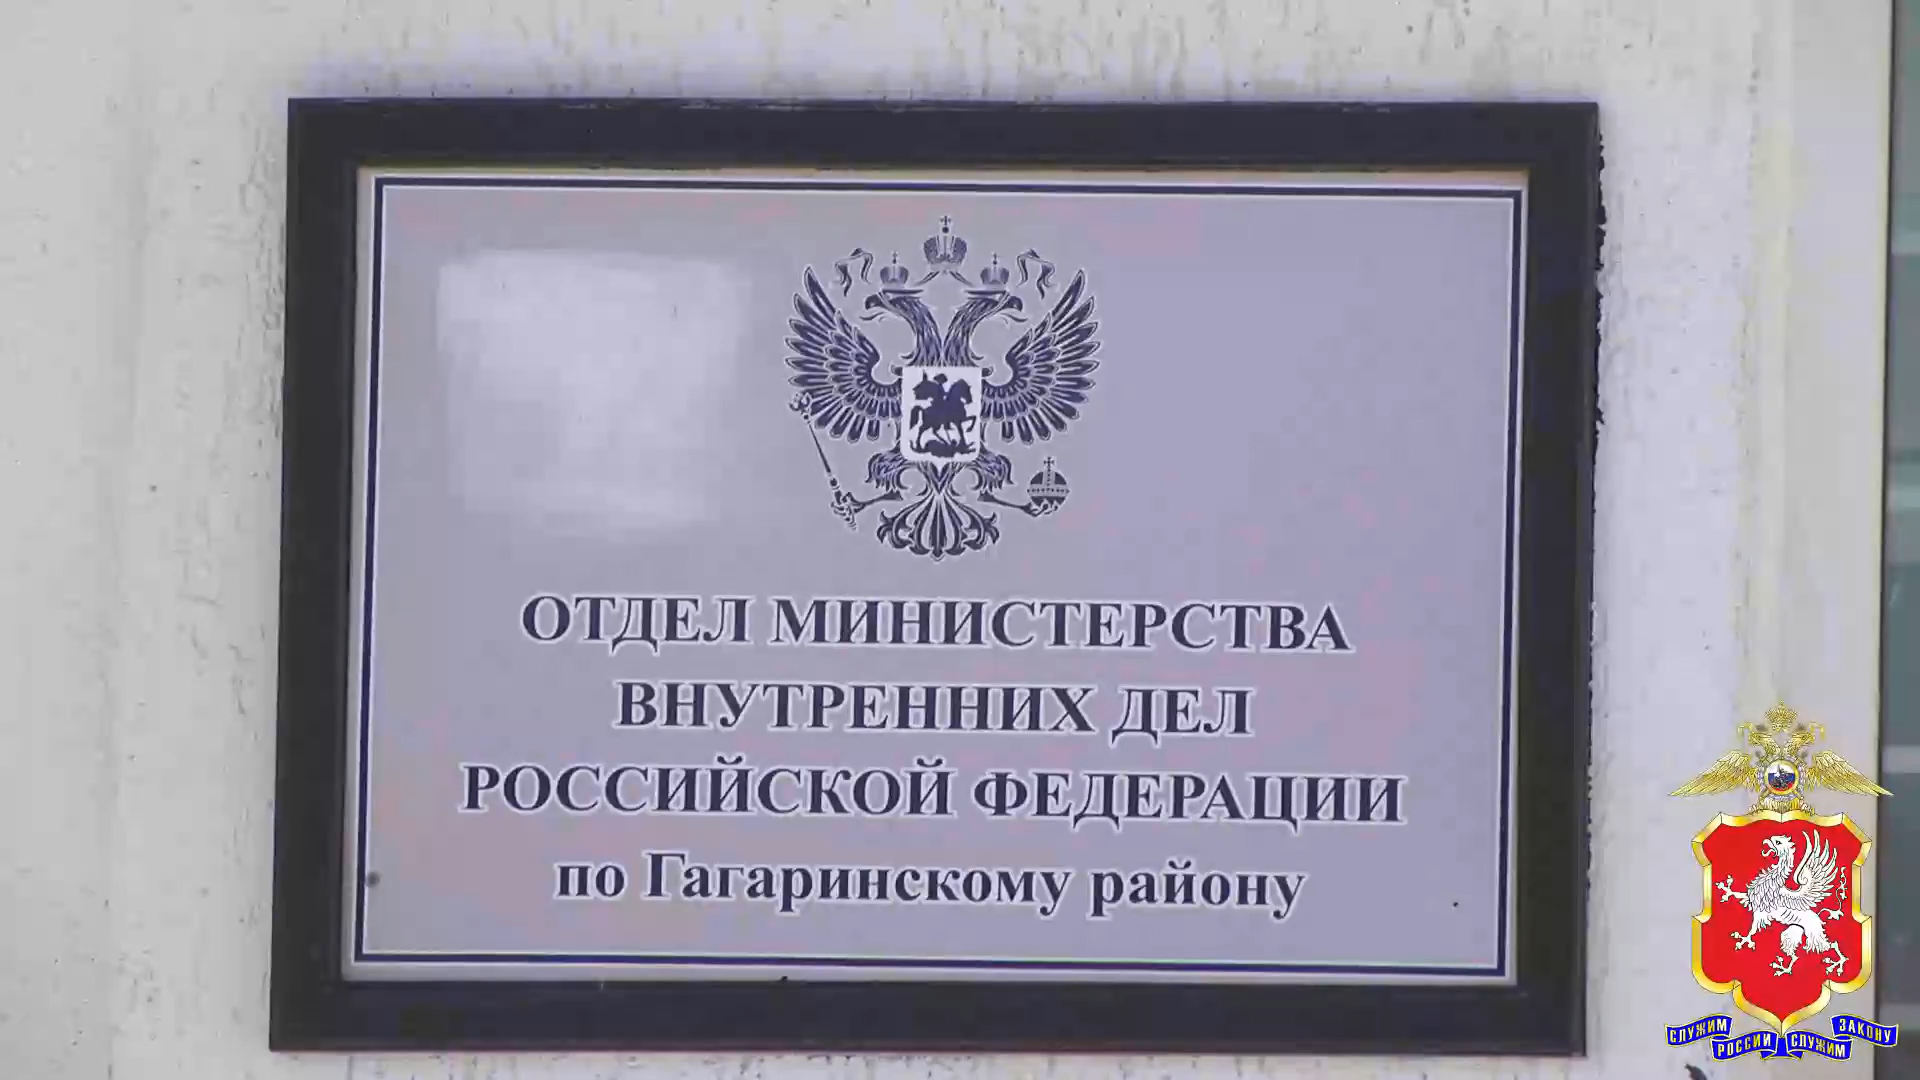 ОТДЕЛ МИНИСТЕРСТВА
ВНУТРЕННИХ ДЕЛ
РОССИЙСКОЙ ФЕДЕРАЦИИ
по Гагаринскому району
СЛУЖИМ РОССИИ СЛУЖИМ ЗАКОНУ